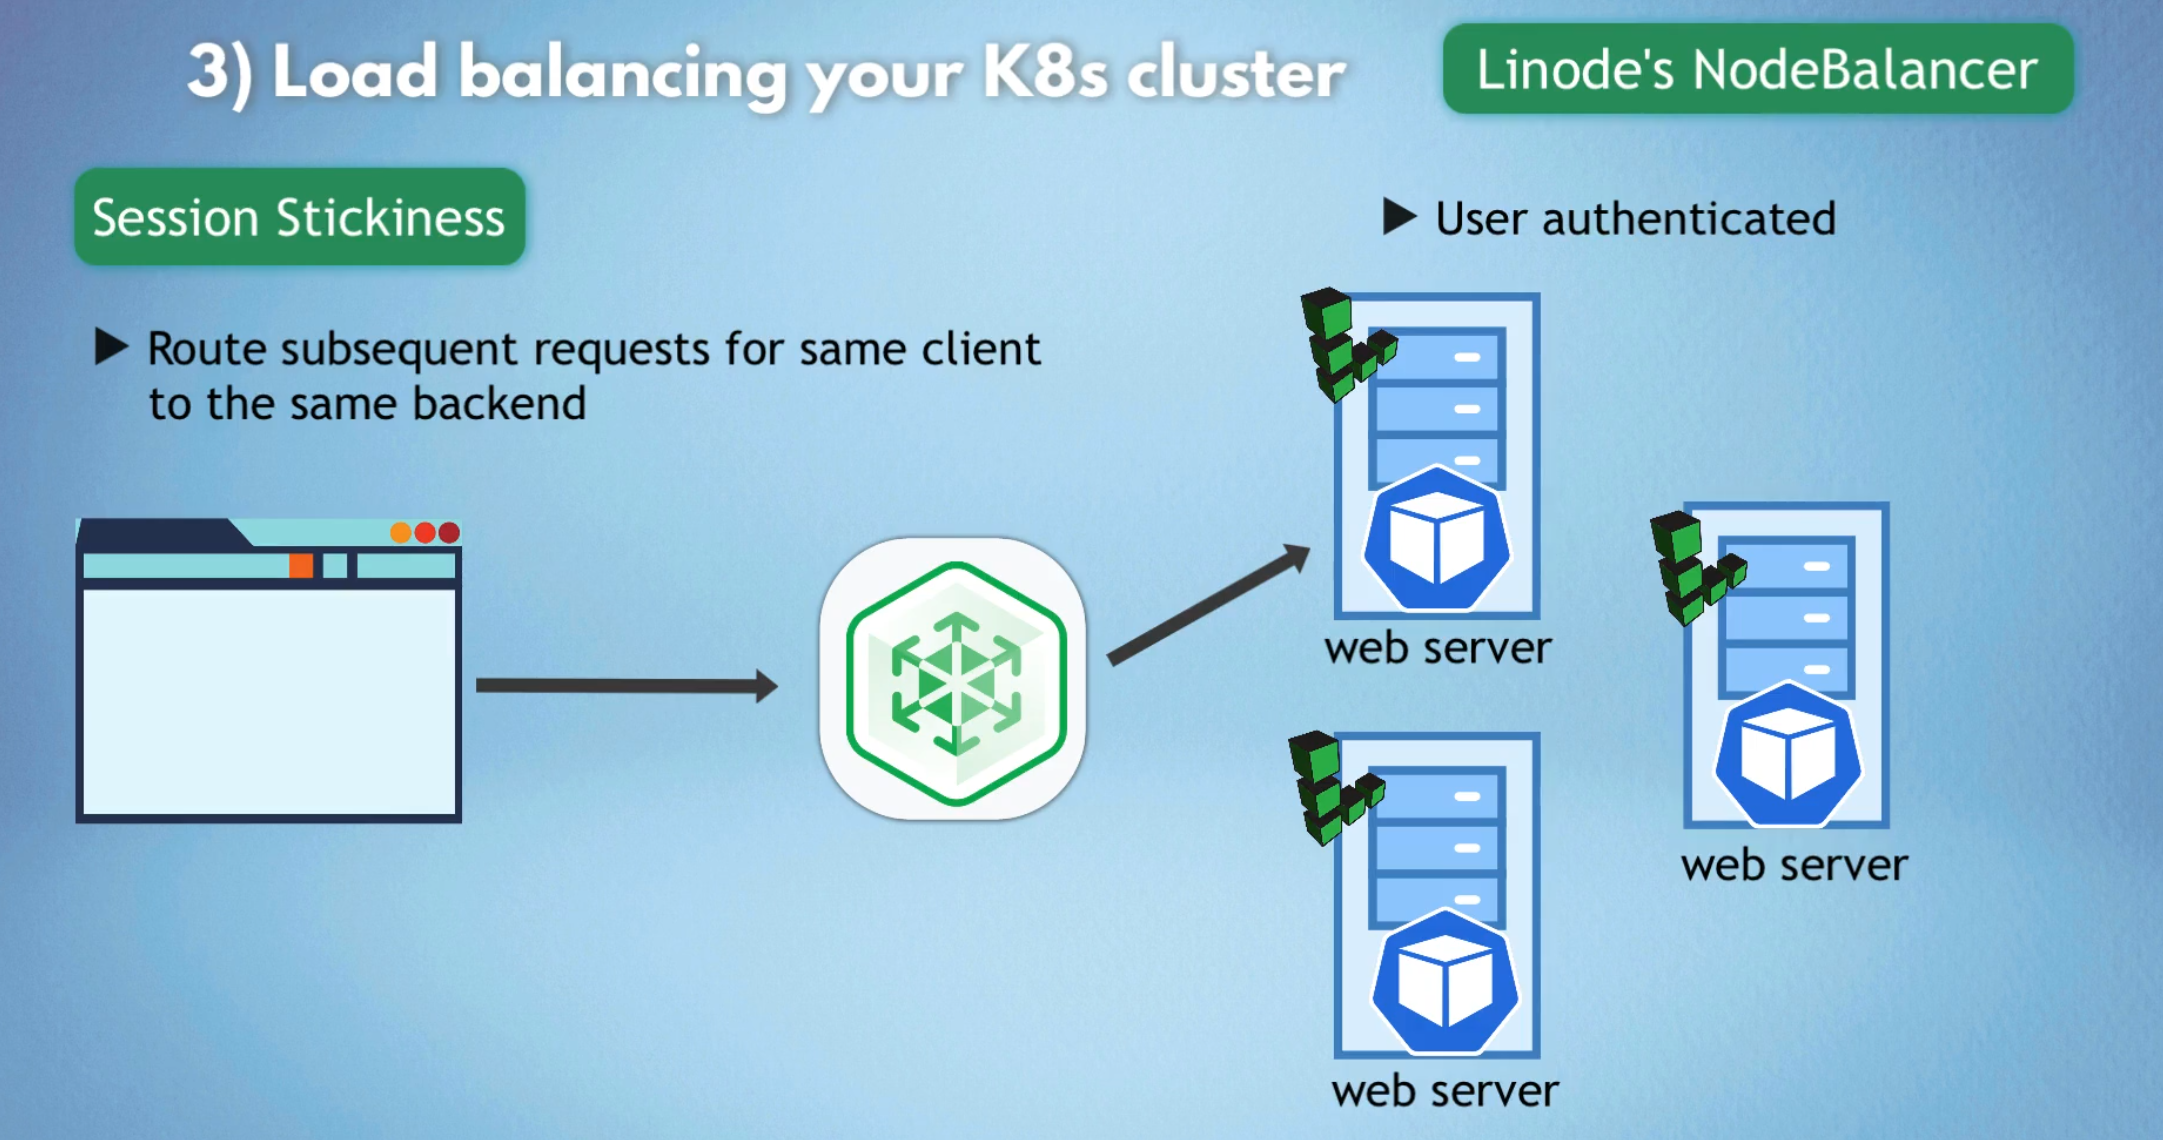 3) Load balancing your K8s cluster
Linode's NodeBalancer
Session Stickiness
▶ User authenticated
▶ Route subsequent requests for same client
to the same backend
web server
web server
web server